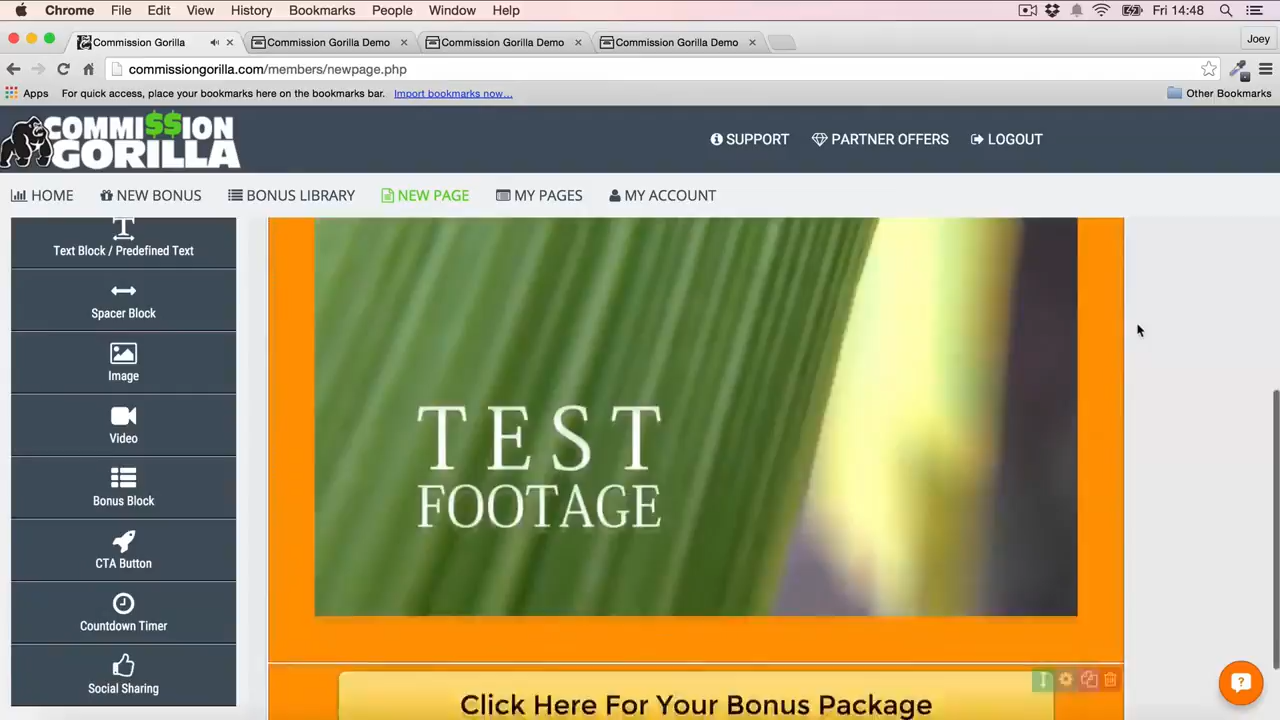 Chrome File Edit View History Bookmarks People Window Help Fri 14:48
Commission Gorilla Commission Gorilla Demo Commission Gorilla Demo Commission Gorilla Demo Joey
commissiongorilla.com/members/newpage.php
Apps For quick access, place your bookmarks here on the bookmarks bar. Import bookmarks now... Other Bookmarks
COMMI$$ION
GORILLA
SUPPORT PARTNER OFFERS LOGOUT
HOME NEW BONUS BONUS LIBRARY NEW PAGE MY PAGES MY ACCOUNT
Text Block / Predefined Text
Spacer Block
Image
Video
Bonus Block
CTA Button
Countdown Timer
Social Sharing
TEST
FOOTAGE
Click Here For Your Bonus Package